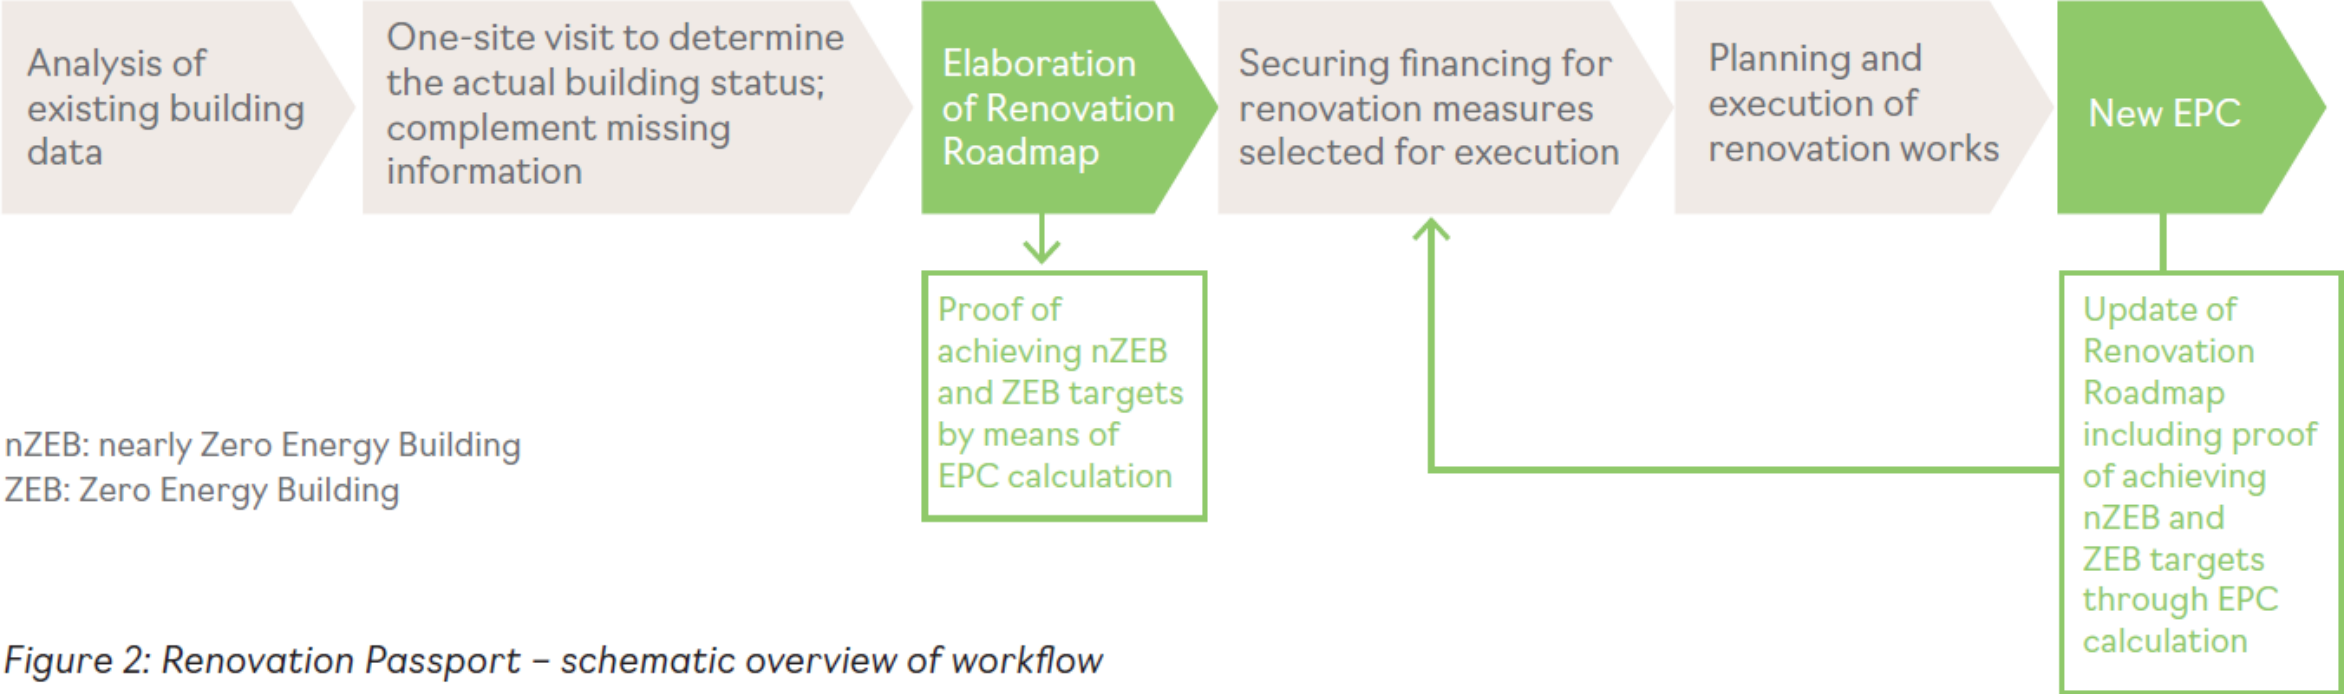 Analysis of
existing building
data
One-site visit to determine
the actual building status;
complement missing
information
Elaboration
of Renovation
Roadmap
Securing financing for
renovation measures
selected for execution
Planning and
execution of
renovation works
New EPC
Proof of
achieving nZEB
and ZEB targets
by means of
EPC calculation
Update of
Renovation
Roadmap
including proof
of achieving
nZEB and
ZEB targets
through EPC
calculation
nZEB: nearly Zero Energy Building
ZEB: Zero Energy Building
Figure 2: Renovation Passport – schematic overview of workflow